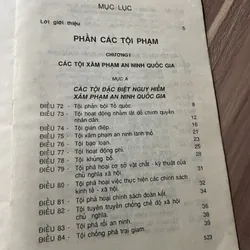 MỤC LỤC
Lời giới thiệu 5
PHẦN CÁC TỘI PHẠM
CHƯƠNG I
CÁC TỘI XÂM PHẠM AN NINH QUỐC GIA
MỤC A
CÁC TỘI ĐẶC BIỆT NGUY HIỂM
XÂM PHẠM AN NINH QUỐC GIA
ĐIỀU 72 - Tội phản bội Tổ quốc. 8
ĐIỀU 73 - Tội hoạt động nhằm lật đổ chính quyền
nhân dân.
ĐIỀU 74 - Tội gián điệp.
ĐIỀU 75 - Tội xâm phạm an ninh lãnh thổ.
ĐIỀU 76 - Tội bạo loạn.
ĐIỀU 77 - Tội hoạt động phỉ.
ĐIỀU 78 - Tội khủng bố.
ĐIỀU 79 - Tội phá hoại cơ sở vật chất - kỹ thuật của
chủ nghĩa xã hội.
ĐIỀU 80 - Tội phá hoại việc thực hiện các chính sách
kinh tế - xã hội.
ĐIỀU 81 - Tội phá hoại chính sách đoàn kết.
ĐIỀU 82 - Tội tuyên truyền chống chế độ xã hội
chủ nghĩa.
ĐIỀU 83 - Tội phá rối an ninh.
ĐIỀU 84 - Tội chống phá trại giam.